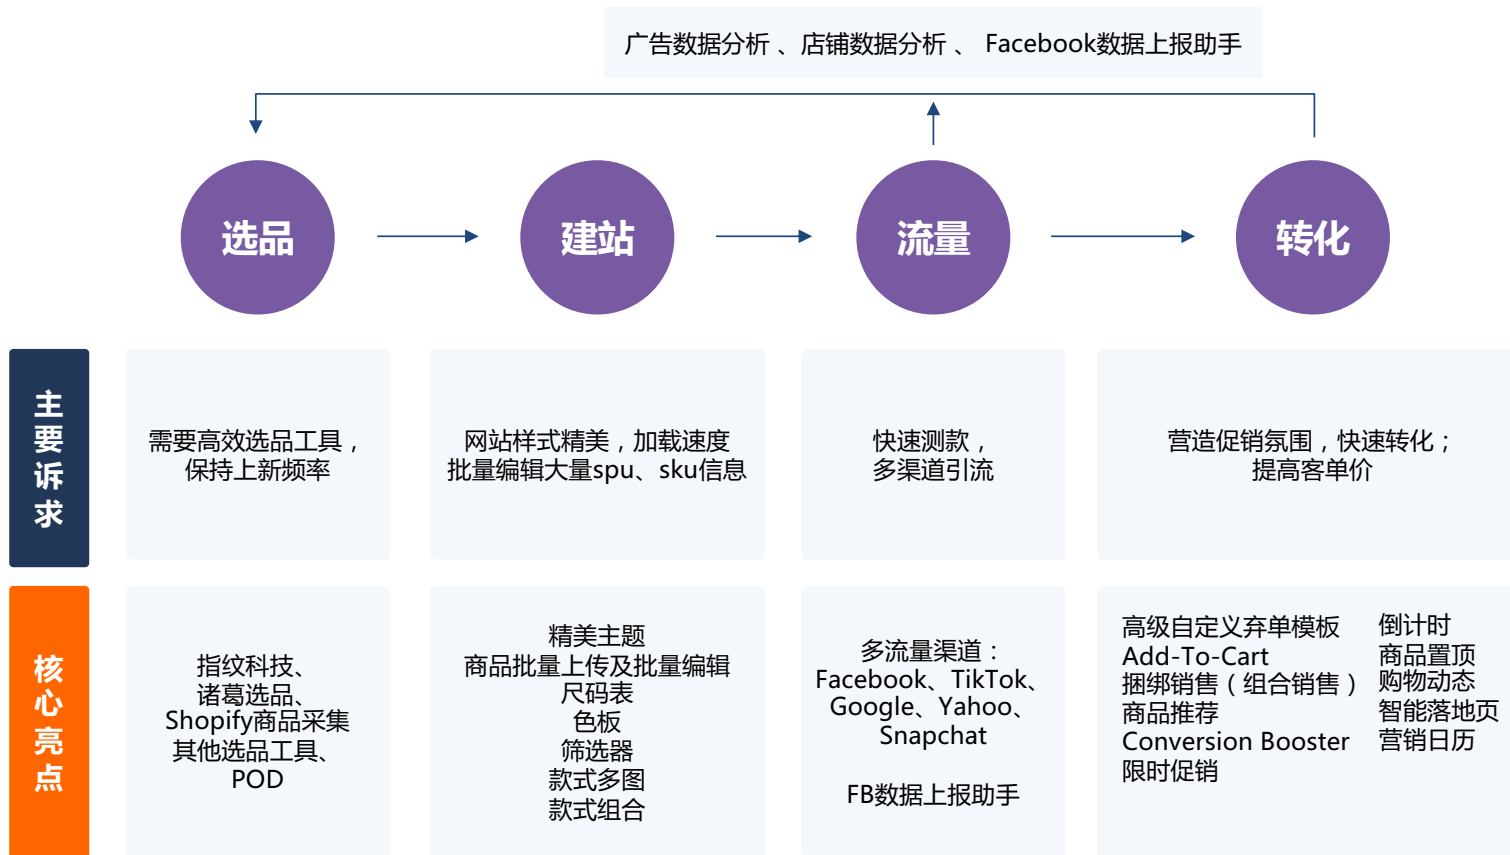 广告数据分析 、店铺数据分析 、 Facebook数据上报助手
选品
建站
流量
转化
主要诉求
需要高效选品工具，
保持上新频率
网站样式精美，加载速度
批量编辑大量spu、sku信息
快速测款，
多渠道引流
营造促销氛围，快速转化；
提高客单价
核心亮点
指纹科技、
诸葛选品、
Shopify商品采集
其他选品工具、
POD
精美主题
商品批量上传及批量编辑
尺码表
色板
筛选器
款式多图
款式组合
多流量渠道：
Facebook、TikTok、
Google、Yahoo、
Snapchat
FB数据上报助手
高级自定义弃单模板
Add-To-Cart
捆绑销售（组合销售）
商品推荐
Conversion Booster
限时促销
倒计时
商品置顶
购物动态
智能落地页
营销日历